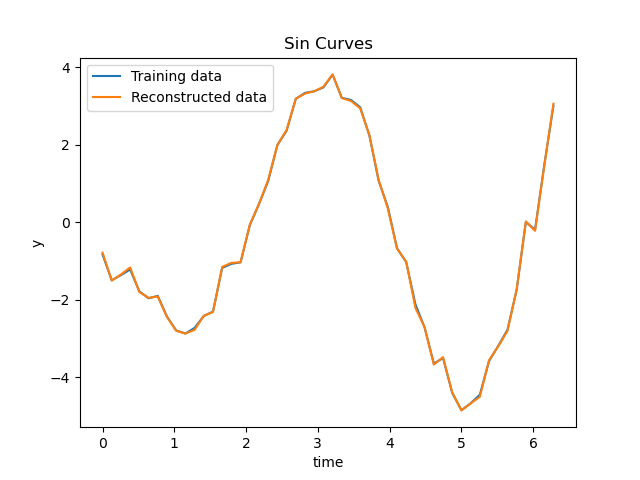 Sin Curves
Training data
Reconstructed data
4
2
0
−2
−4
y
0 1 2 3 4 5 6
time